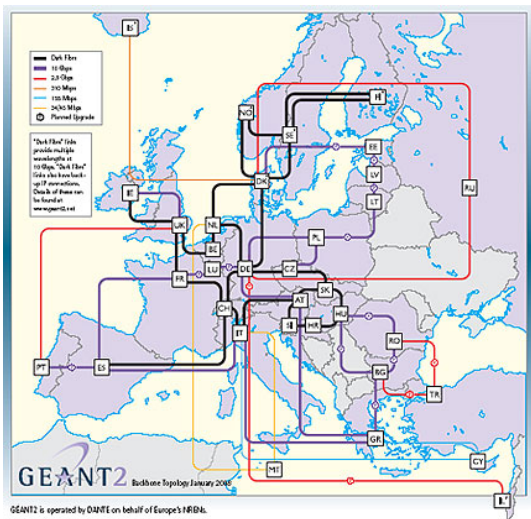 IS
Dark Fibre
10 Gbps
2.5 Gbps
310 Mbps
155 Mbps
34/45 Mbps
Planned Upgrade
"Dark Fibre" links
provide multiple
wavelengths at
10 Gbps. "Dark Fibre"
links also have back-
up IP connections.
Details of these can
be found at
www.geant2.net
NO
SE
FI
EE
LV
LT
RU
DK
IE
UK
NL
BE
PL
LU
DE
CZ
FR
SK
CH
AT
HU
IT
SI
HR
RO
PT
ES
BG
TR
GR
CY
MT
IL
GEANT2
Backbone Topology January 2008
GEANT2 is operated by DANTE on behalf of Europe's NRENs.